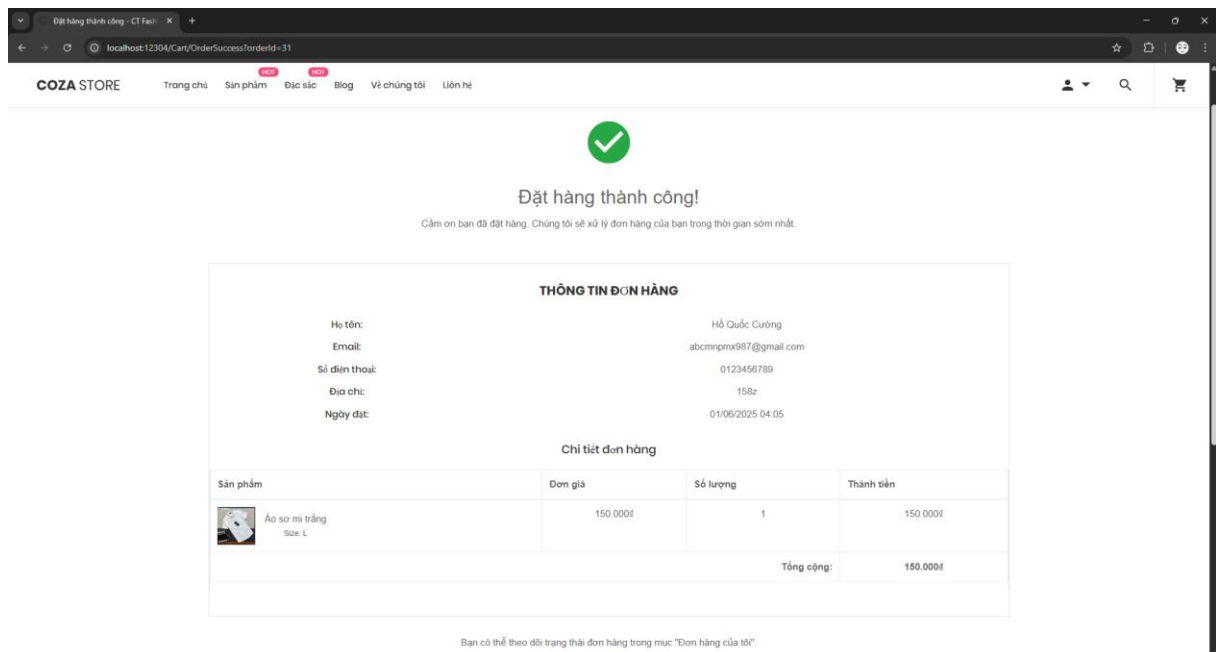 Đặt hàng thành công - CT Fashi
localhost:12304/Cart/OrderSuccess?orderId=31
HOT HOT
COZA STORE Trang chủ Sản phẩm Đặc sắc Blog Về chúng tôi Liên hệ
Đặt hàng thành công!
Cảm ơn bạn đã đặt hàng. Chúng tôi sẽ xử lý đơn hàng của bạn trong thời gian sớm nhất.
THÔNG TIN ĐƠN HÀNG
Họ tên: Hồ Quốc Cường
Email: abcmnpmx987@gmail.com
Số điện thoại: 0123456789
Địa chỉ: 158z
Ngày đặt: 01/06/2025 04:05
Chi tiết đơn hàng
Sản phẩm Đơn giá Số lượng Thành tiền
Áo sơ mi trắng 150.000₫ 1 150.000₫
Size: L
Tổng cộng: 150.000₫
Bạn có thể theo dõi trạng thái đơn hàng trong mục "Đơn hàng của tôi".